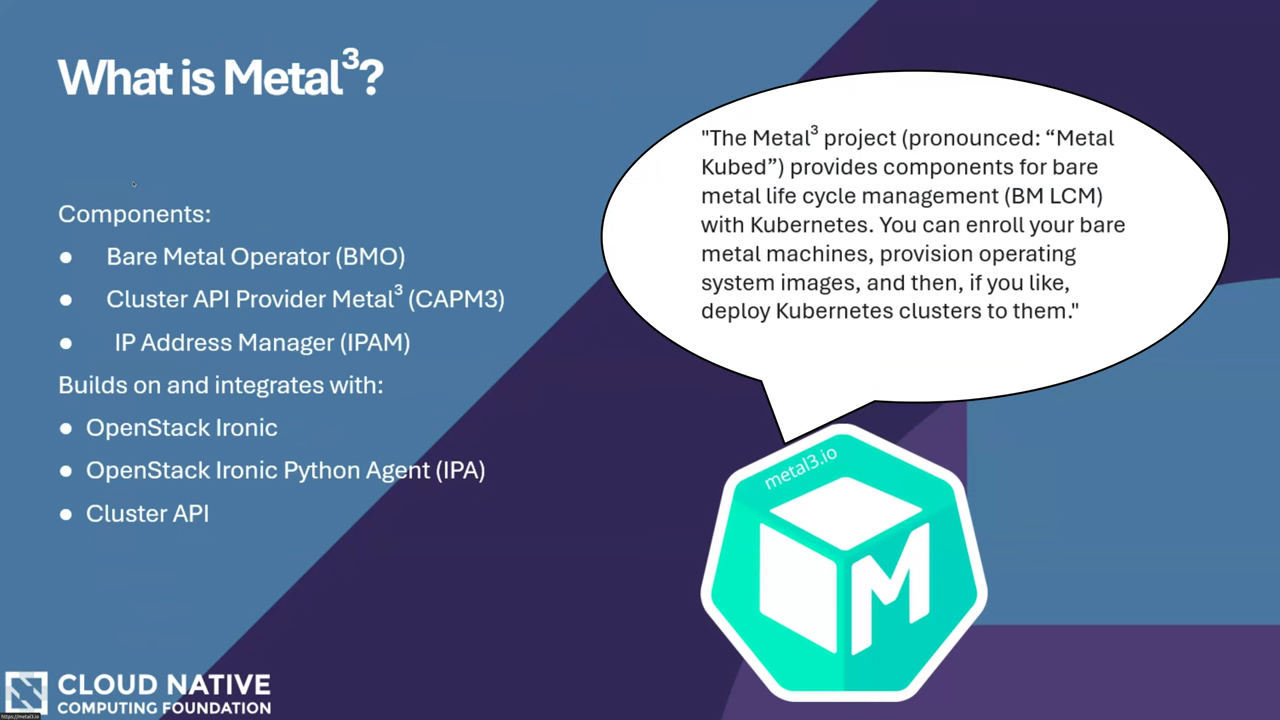 What is Metal³?
Components:
● Bare Metal Operator (BMO)
● Cluster API Provider Metal³ (CAPM3)
● IP Address Manager (IPAM)
Builds on and integrates with:
● OpenStack Ironic
● OpenStack Ironic Python Agent (IPA)
● Cluster API
"The Metal³ project (pronounced: “Metal
Kubed”) provides components for bare
metal life cycle management (BM LCM)
with Kubernetes. You can enroll your bare
metal machines, provision operating
system images, and then, if you like,
deploy Kubernetes clusters to them."
metal3.io
M
CLOUD NATIVE
COMPUTING FOUNDATION
https://metal3.io